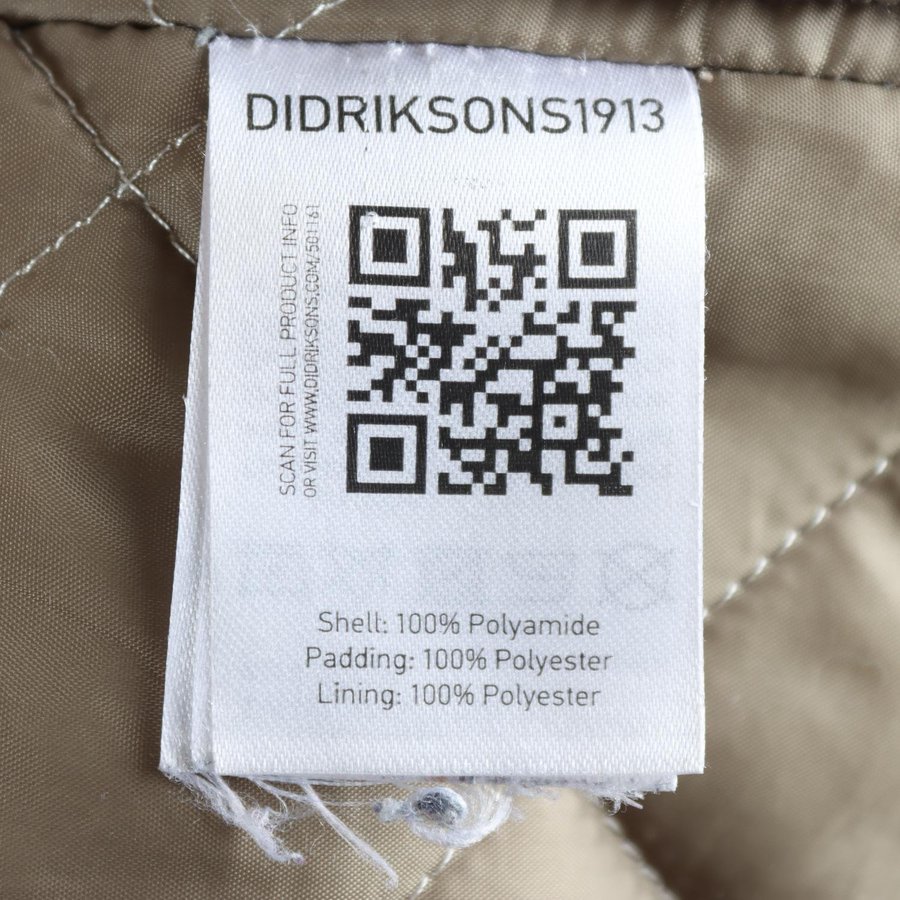 DIDRIKSONS1913
SCAN FOR FULL PRODUCT INFO
OR VISIT WWW.DIDRIKSONS.COM/501161
Shell: 100% Polyamide
Padding: 100% Polyester
Lining: 100% Polyester